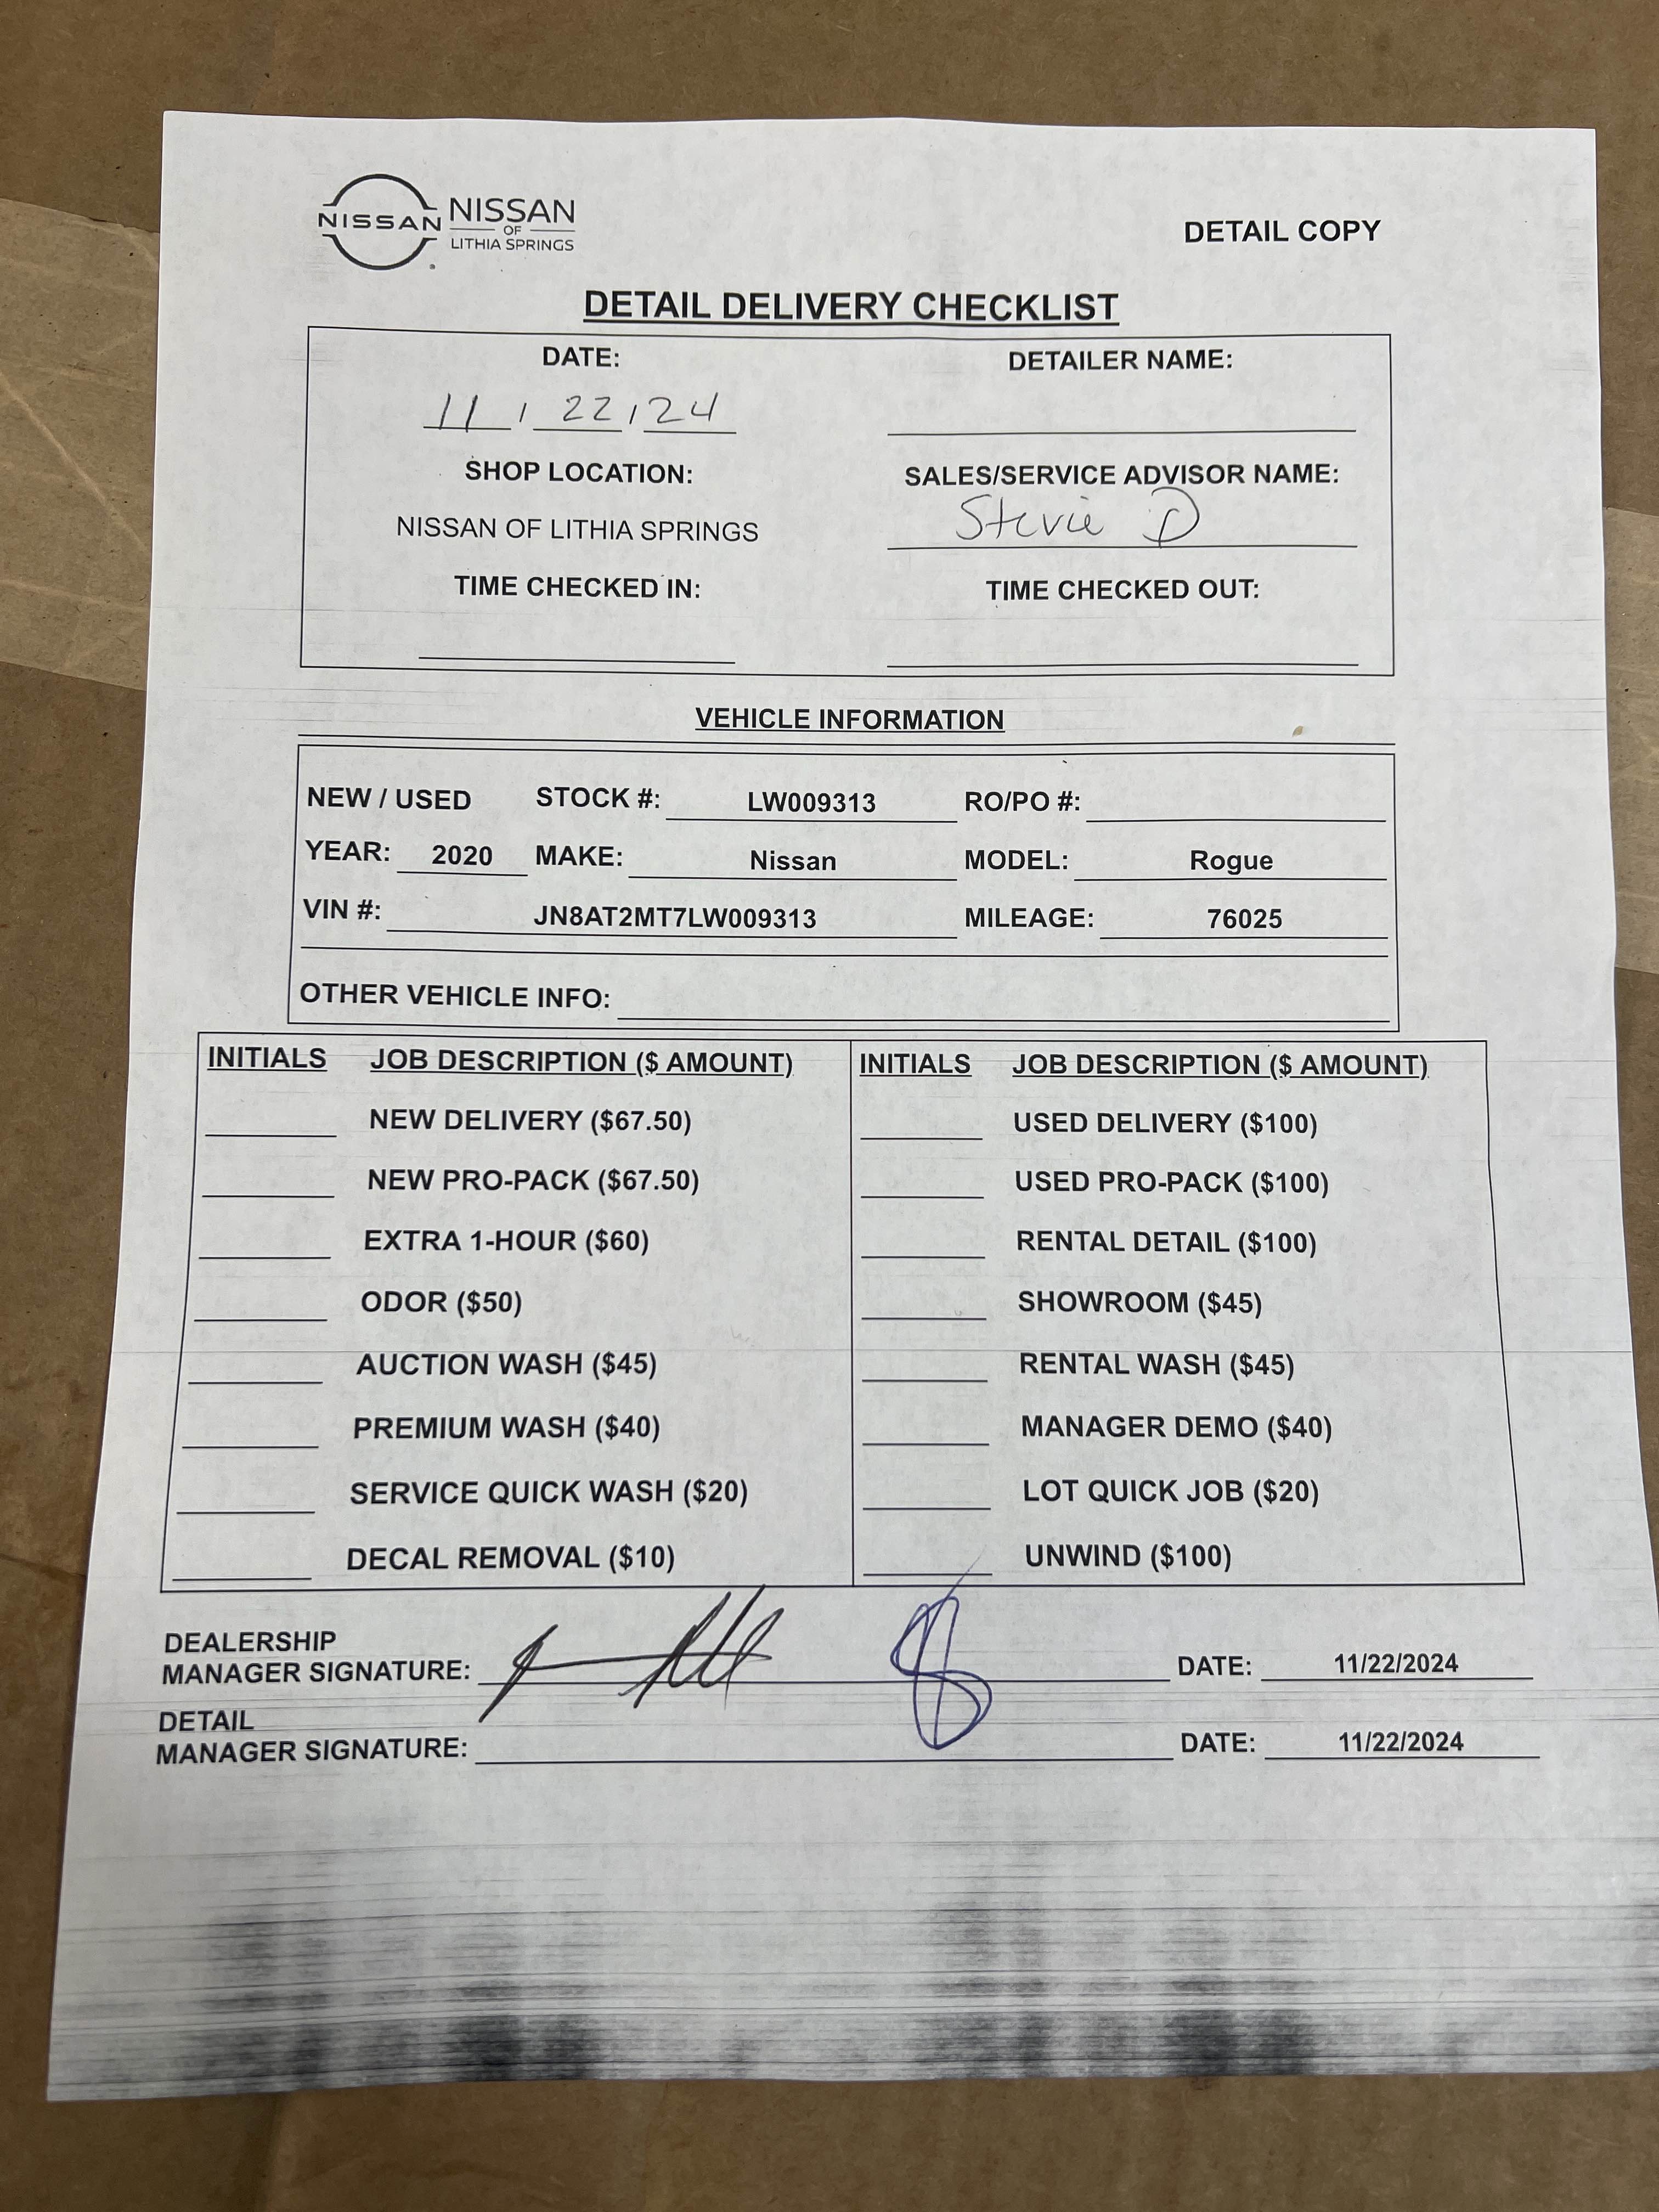 NISSAN
NISSAN
OF
LITHIA SPRINGS
DETAIL COPY
DETAIL DELIVERY CHECKLIST
DATE: DETAILER NAME:
11 / 22 / 24
SHOP LOCATION: SALES/SERVICE ADVISOR NAME:
NISSAN OF LITHIA SPRINGS Stevie D
TIME CHECKED IN: TIME CHECKED OUT:
VEHICLE INFORMATION
NEW / USED STOCK #: LW009313 RO/PO #:
YEAR: 2020 MAKE: Nissan MODEL: Rogue
VIN #: JN8AT2MT7LW009313 MILEAGE: 76025
OTHER VEHICLE INFO:
INITIALS JOB DESCRIPTION ($ AMOUNT) INITIALS JOB DESCRIPTION ($ AMOUNT)
NEW DELIVERY ($67.50) USED DELIVERY ($100)
NEW PRO-PACK ($67.50) USED PRO-PACK ($100)
EXTRA 1-HOUR ($60) RENTAL DETAIL ($100)
ODOR ($50) SHOWROOM ($45)
AUCTION WASH ($45) RENTAL WASH ($45)
PREMIUM WASH ($40) MANAGER DEMO ($40)
SERVICE QUICK WASH ($20) LOT QUICK JOB ($20)
DECAL REMOVAL ($10) UNWIND ($100)
DEALERSHIP
MANAGER SIGNATURE: DATE: 11/22/2024
DETAIL
MANAGER SIGNATURE: DATE: 11/22/2024